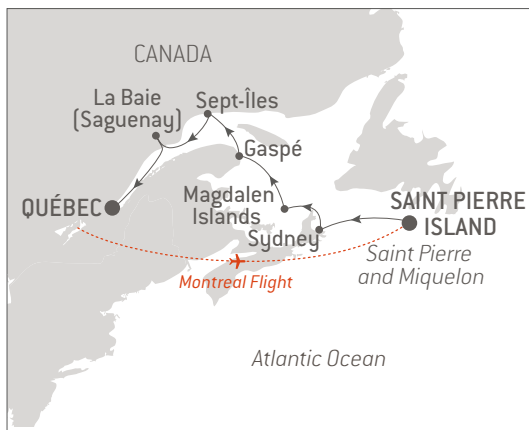 CANADA
La Baie
(Saguenay)
Sept-Îles
Gaspé
QUÉBEC
Magdalen
Islands
Sydney
SAINT PIERRE
ISLAND
Saint Pierre
and Miquelon
Montreal Flight
Atlantic Ocean